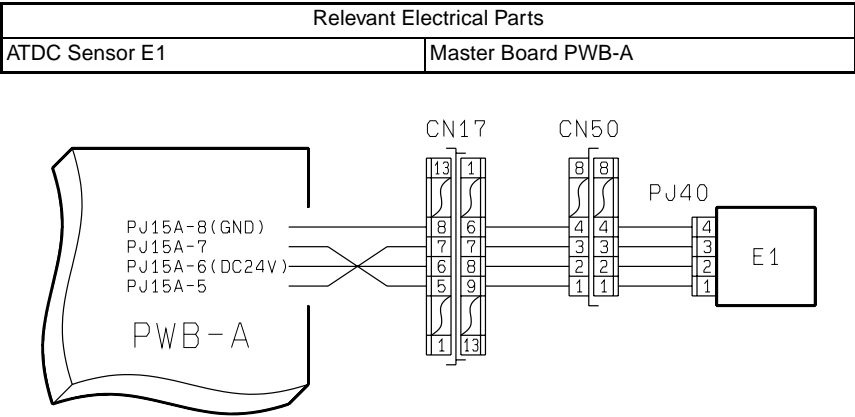 Relevant Electrical Parts
ATDC Sensor E1 Master Board PWB-A
CN17 CN50
13 1 8 8
PJ40
PJ15A-8(GND) 8 6 4 4 4
PJ15A-7 7 7 3 3 3
PJ15A-6(DC24V) 6 8 2 2 2
PJ15A-5 5 9 1 1 1
E1
PWB-A
1 13